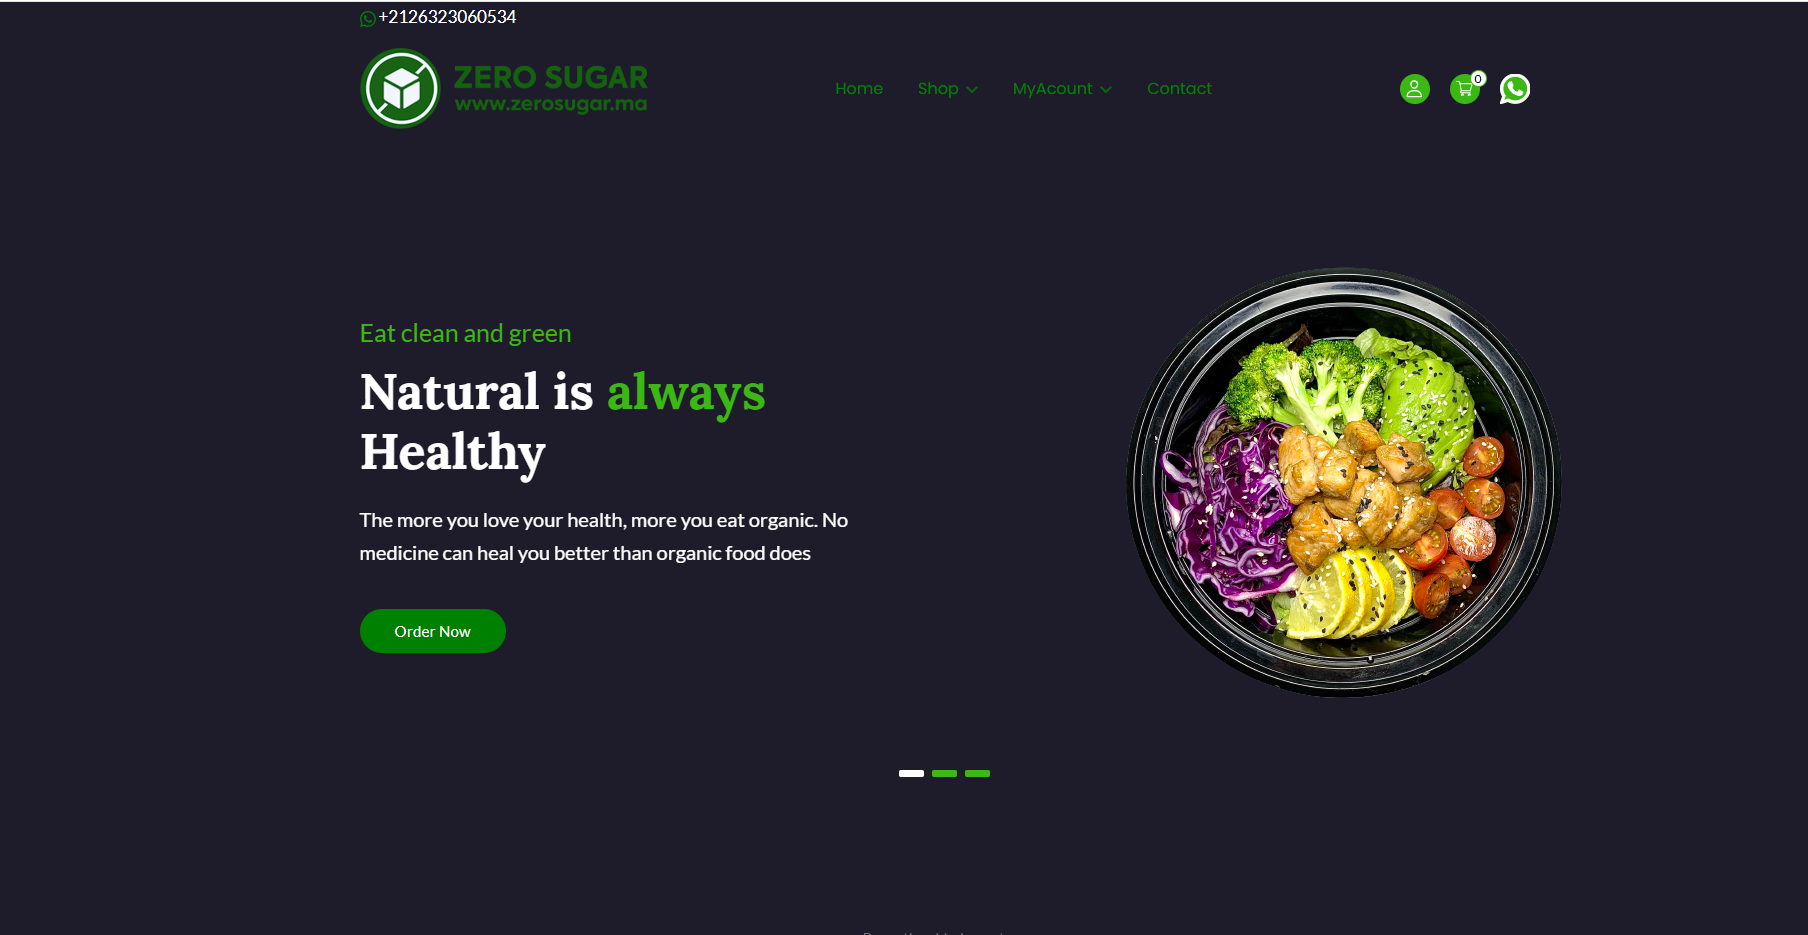 +2126323060534
ZERO SUGAR
www.zerosugar.ma
Home Shop MyAcount Contact
0
Eat clean and green
Natural is always
Healthy
The more you love your health, more you eat organic. No
medicine can heal you better than organic food does
Order Now